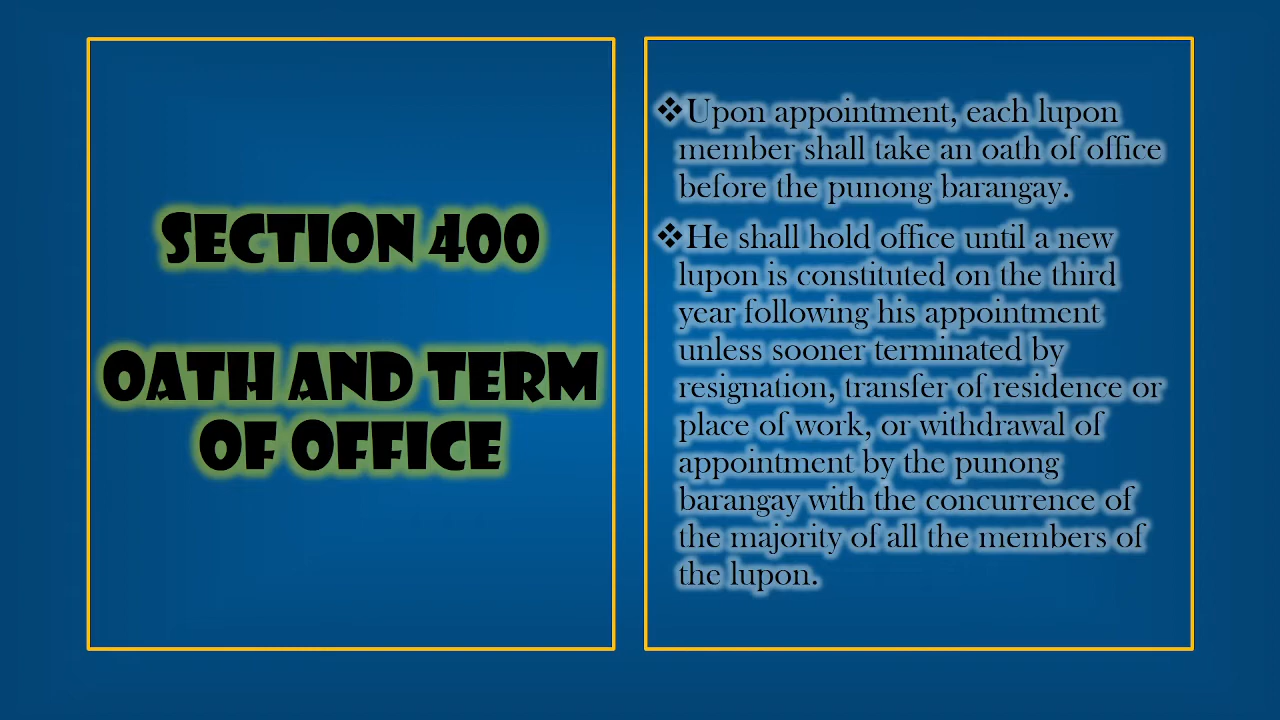 SECTION 400
OATH AND TERM
OF OFFICE
❖Upon appointment, each lupon
member shall take an oath of office
before the punong barangay.
❖He shall hold office until a new
lupon is constituted on the third
year following his appointment
unless sooner terminated by
resignation, transfer of residence or
place of work, or withdrawal of
appointment by the punong
barangay with the concurrence of
the majority of all the members of
the lupon.